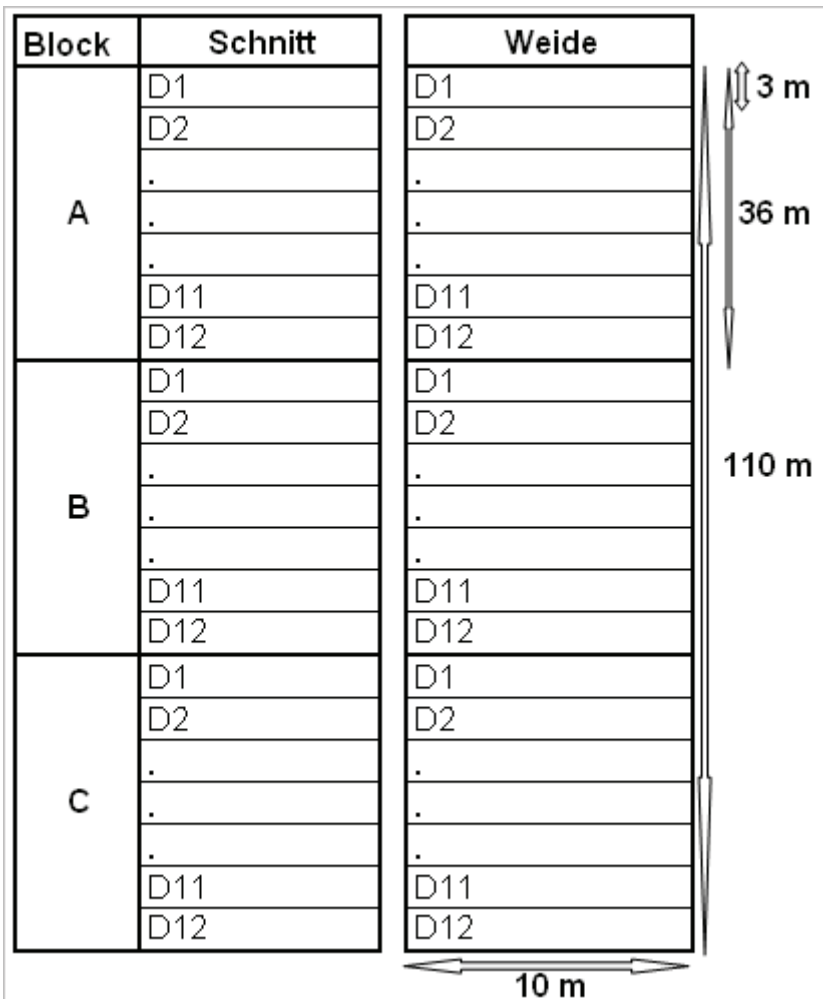 Block Schnitt Weide
D1 D1 3 m
D2 D2
. .
A . . 36 m
. .
D11 D11
D12 D12
D1 D1
D2 D2
. . 110 m
B . .
. .
D11 D11
D12 D12
D1 D1
D2 D2
. .
C . .
. .
D11 D11
D12 D12
10 m